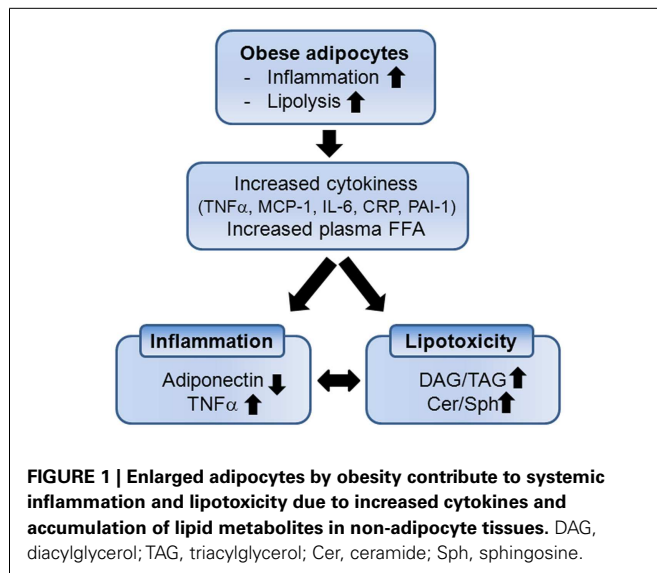 Obese adipocytes
- Inflammation
- Lipolysis
Increased cytokiness
(TNFα, MCP-1, IL-6, CRP, PAI-1)
Increased plasma FFA
Inflammation
Adiponectin
TNFα
Lipotoxicity
DAG/TAG
Cer/Sph
FIGURE 1 | Enlarged adipocytes by obesity contribute to systemic
inflammation and lipotoxicity due to increased cytokines and
accumulation of lipid metabolites in non-adipocyte tissues. DAG,
diacylglycerol; TAG, triacylglycerol; Cer, ceramide; Sph, sphingosine.